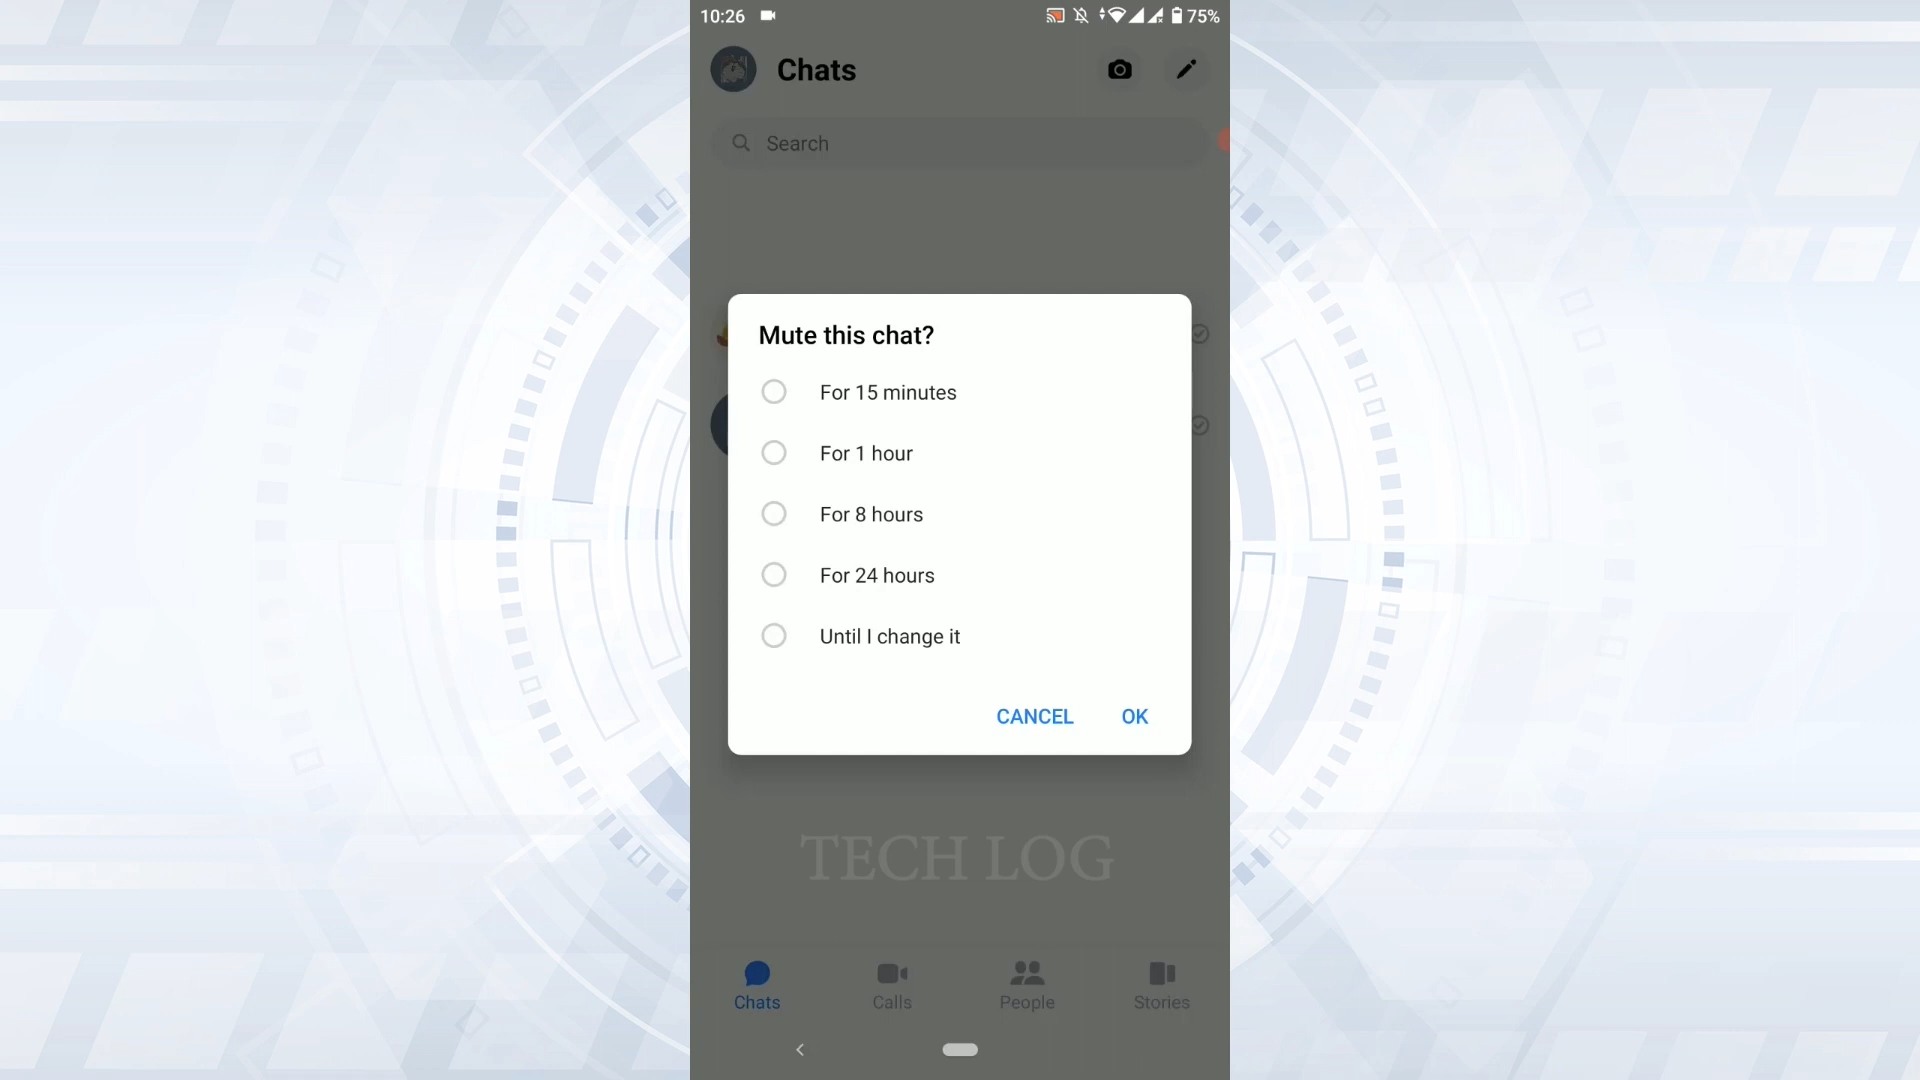 10:26
75%
Chats
Search
Mute this chat?
For 15 minutes
For 1 hour
For 8 hours
For 24 hours
Until I change it
CANCEL OK
TECH LOG
Chats Calls People Stories